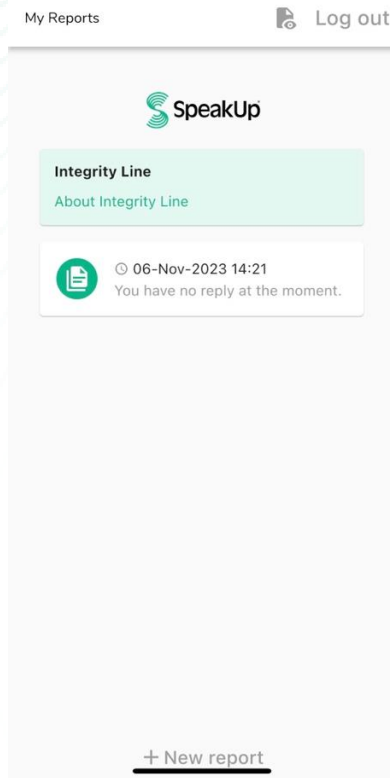 My Reports
Log out
SpeakUp
Integrity Line
About Integrity Line
06-Nov-2023 14:21
You have no reply at the moment.
+ New report